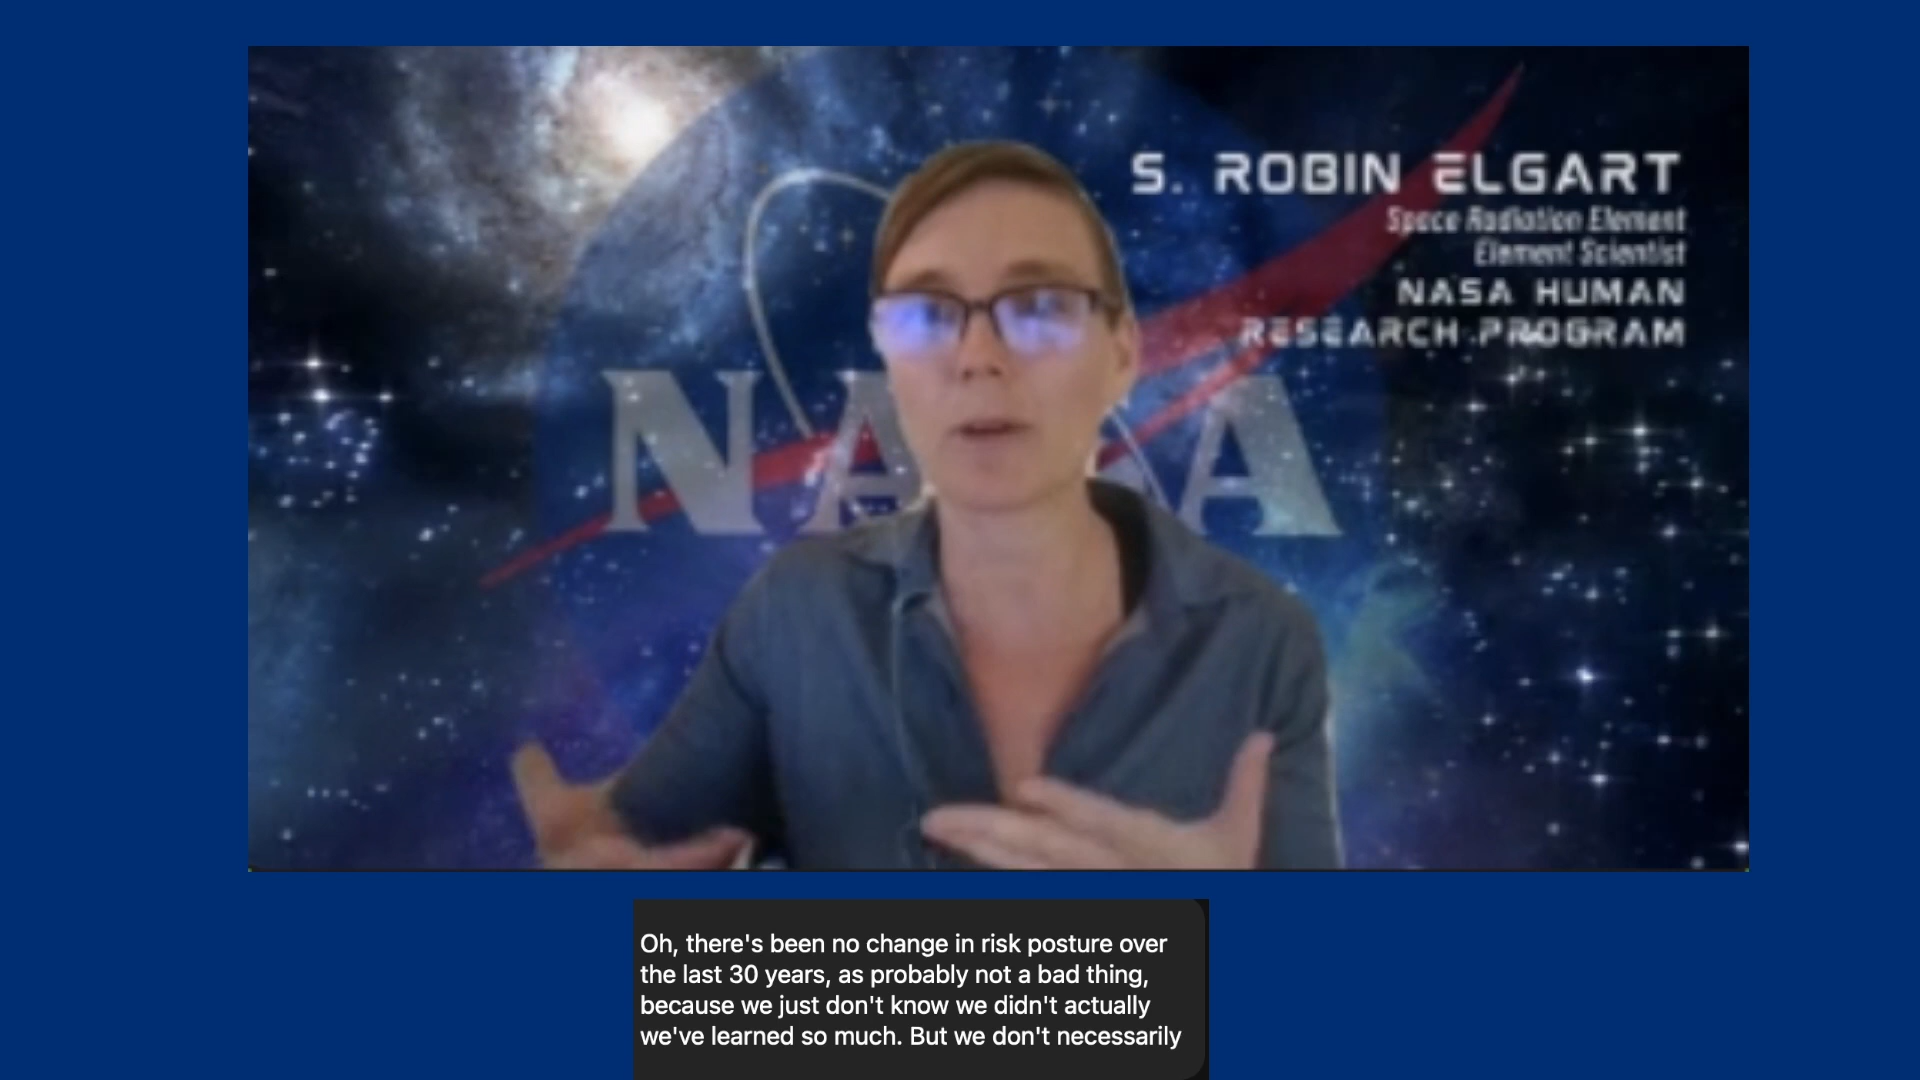 S. ROBIN ELGART
Space Radiation Element
Element Scientist
NASA HUMAN
RESEARCH PROGRAM
NASA
Oh, there's been no change in risk posture over
the last 30 years, as probably not a bad thing,
because we just don't know we didn't actually
we've learned so much. But we don't necessarily